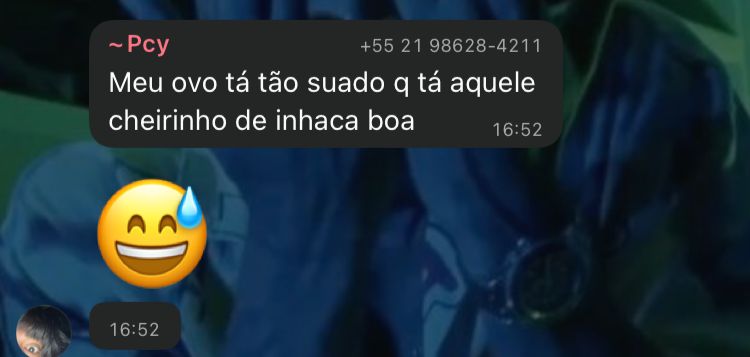 ~Pcy +55 21 98628-4211
Meu ovo tá tão suado q tá aquele
cheirinho de inhaca boa
16:52
😅
16:52